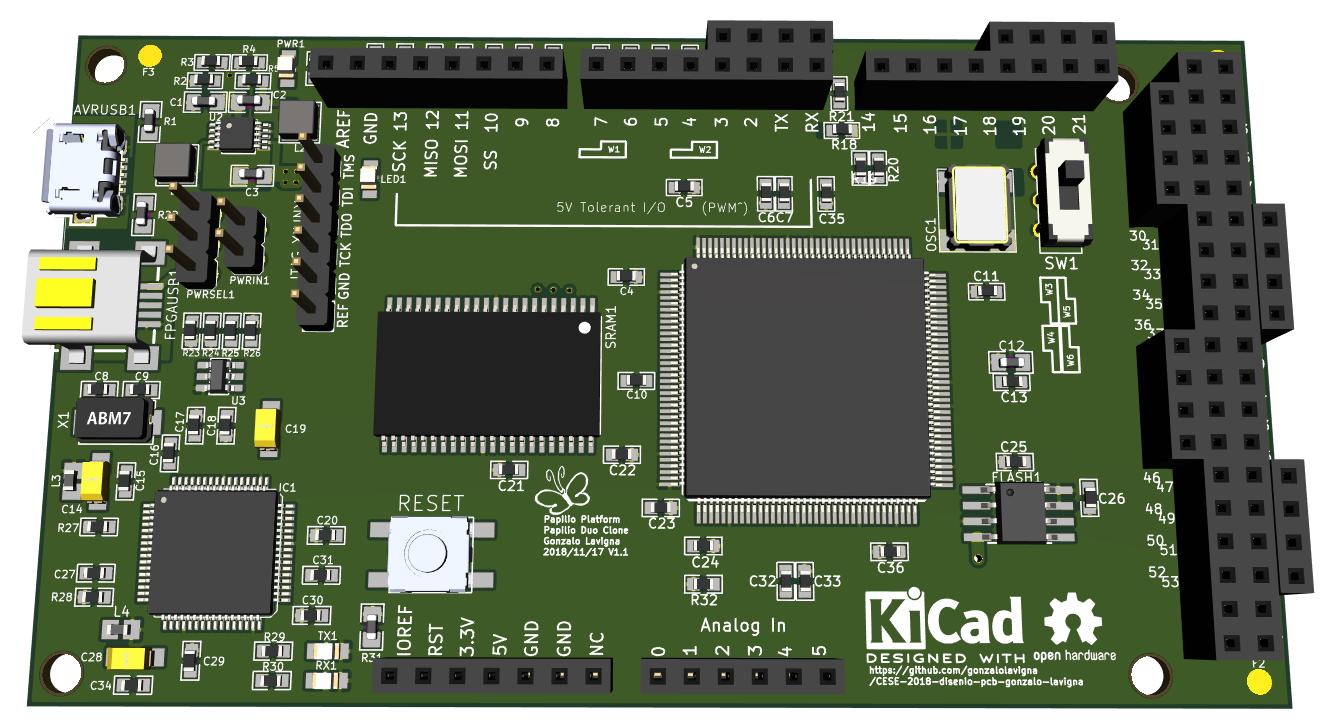 F3
R3
R4
PWR1
R2
C1
C2
U2
AVRUSB1
R1
C3
LED1
AREF
GND
SCK 13
MISO 12
MOSI 11
SS 10
9
8
7
6
5
4
3
2
TX
RX
14
15
16
17
18
19
20
21
R21
R18
R20
W1
W2
C5
C6
C7
C35
5V Tolerant I/O (PWM~)
OSC1
SW1
TMS
TDI
TDO
TCK
GND
REF
PWRSEL1
PWRIN1
FPGAUSB1
R23
R24
R25
R26
U3
C4
SRAM1
C10
C11
C12
C13
W3
W5
W4
W6
30
31
32
33
34
35
36
C8
C9
X1
ABM7
C17
C18
C16
C19
L3
C15
C14
R27
IC1
C21
C22
C23
C25
FLASH1
C26
46
47
48
49
50
51
52
53
RESET
Papilio Platform
Papilio Duo Clone
Gonzalo Lavigna
2018/11/17 V1.1
C20
C31
C30
C27
R28
L4
C28
C29
C34
R29
R30
TX1
RX1
R31
C24
R32
C32
C33
C36
IOREF
RST
3.3V
5V
GND
GND
NC
Analog In
0
1
2
3
4
5
KiCad
DESIGNED WITH
open hardware
https://github.com/gonzalolavigna
/CESE-2018-disenio-pcb-gonzalo-lavigna
F2